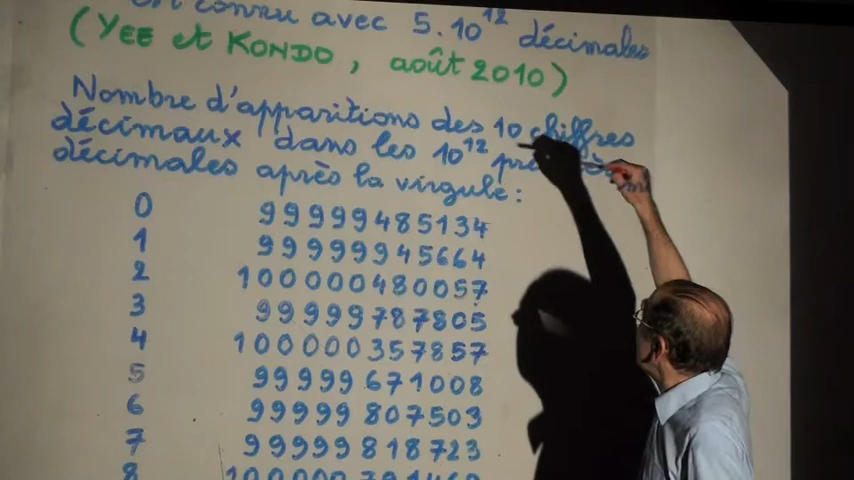 connu avec 5.10¹² décimales
(YEE et KONDO, août 2010)
Nombre d'apparitions des 10 chiffres
décimaux dans les 10¹²
décimales après la virgule :
0 99999485134
1 99999945664
2 100000480057
3 99999787805
4 100000357857
5 99999671008
6 99999807503
7 99999818723
8